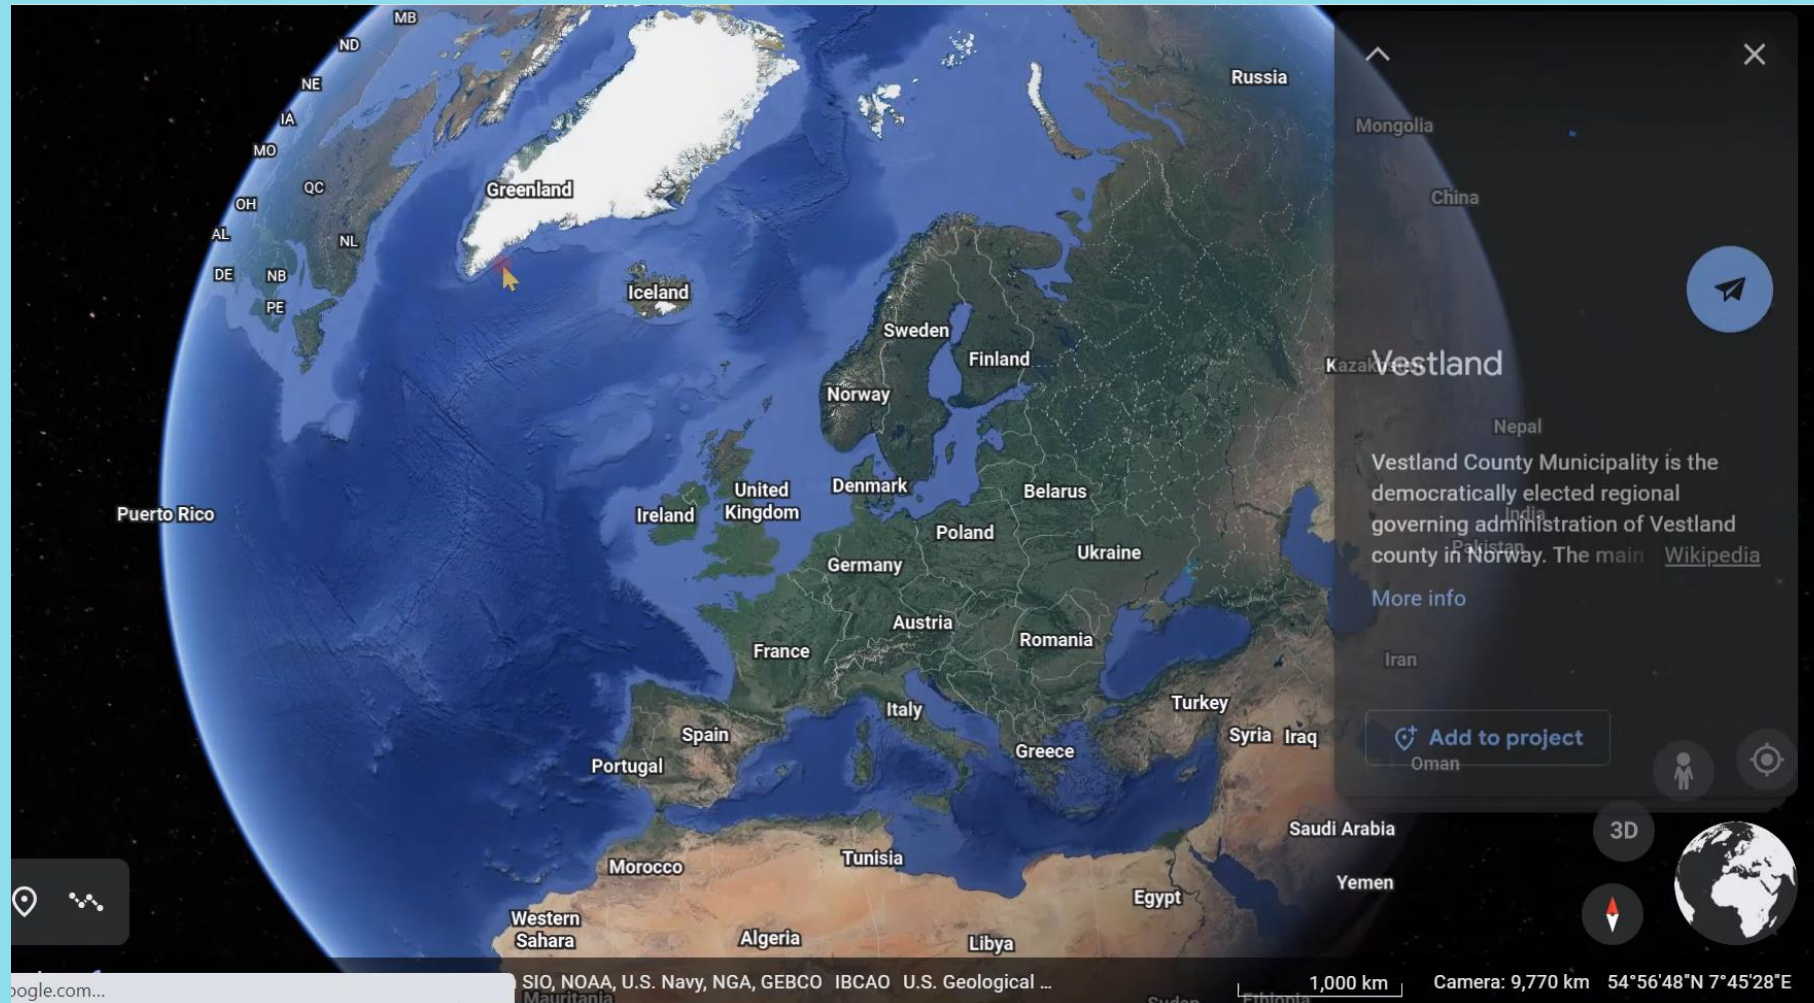 MB
ND
NE
IA
MO
QC
OH
AL
NL
DE
NB
PE
Greenland
Iceland
Russia
Mongolia
China
Sweden
Finland
Norway
Vestland
Nepal
Vestland County Municipality is the
democratically elected regional
governing administration of Vestland
county in Norway. The main Wikipedia
India
Pakistan
More info
Puerto Rico
United
Kingdom
Ireland
Denmark
Belarus
Poland
Ukraine
Germany
Austria
Romania
France
Iran
Italy
Turkey
Spain
Greece
Syria
Iraq
Portugal
Add to project
Oman
3D
Saudi Arabia
Morocco
Tunisia
Yemen
Egypt
Western
Sahara
Algeria
Libya
SIO, NOAA, U.S. Navy, NGA, GEBCO IBCAO U.S. Geological ...
1,000 km
Camera: 9,770 km 54°56'48"N 7°45'28"E
Mauritania
Ethiopia